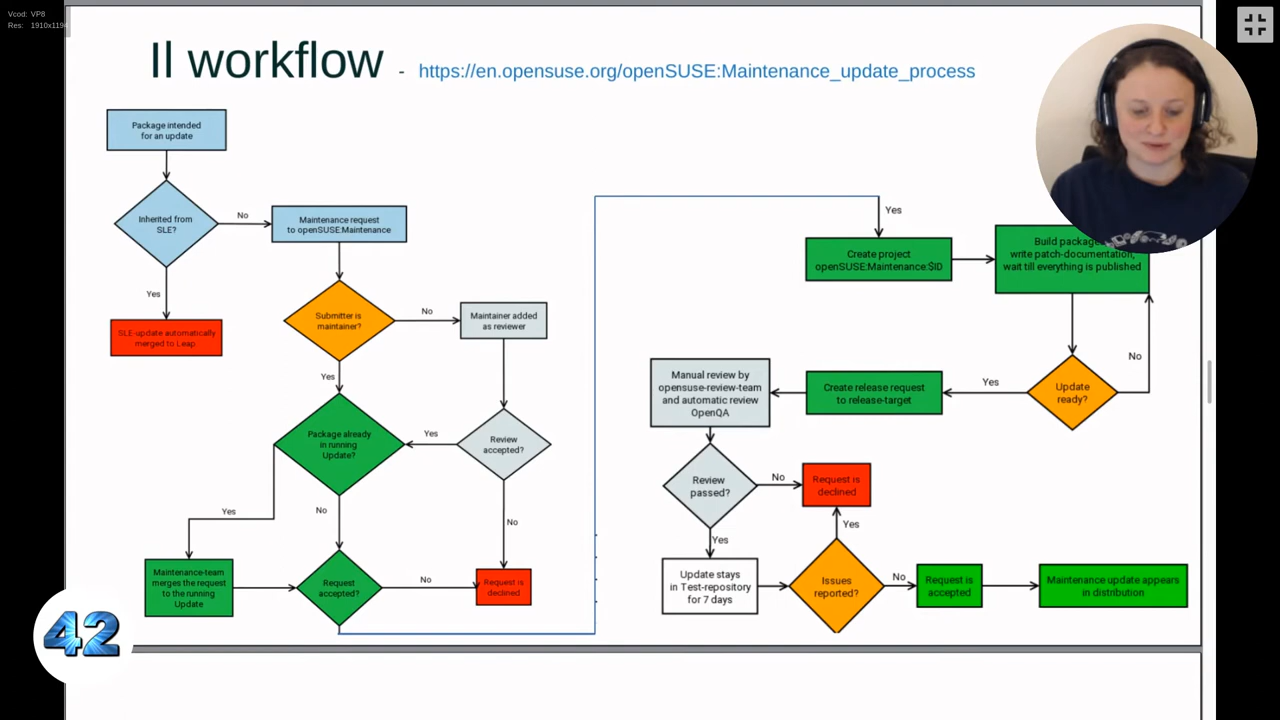 Vcod: VP8
Il workflow - https://en.opensuse.org/openSUSE:Maintenance_update_process
Package intended
for an update
Inherited from
SLE?
No
Maintenance request
to openSUSE:Maintenance
Yes
SLE-update automatically
merged to Leap
Submitter is
maintainer?
No
Maintainer added
as reviewer
Yes
Package already
in running
Update?
Yes
Review
accepted?
Yes
No
No
Maintenance-team
merges the request
to the running
Update
Request
accepted?
No
Request is
declined
Yes
Create project
openSUSE:Maintenance:$ID
Build package
write patch-documentation,
wait till everything is published
No
Update
ready?
Yes
Create release request
to release-target
Manual review by
opensuse-review-team
and automatic review
OpenQA
Review
passed?
No
Request is
declined
Yes
Yes
Update stays
in Test-repository
for 7 days
Issues
reported?
No
Request is
accepted
Maintenance update appears
in distribution
42